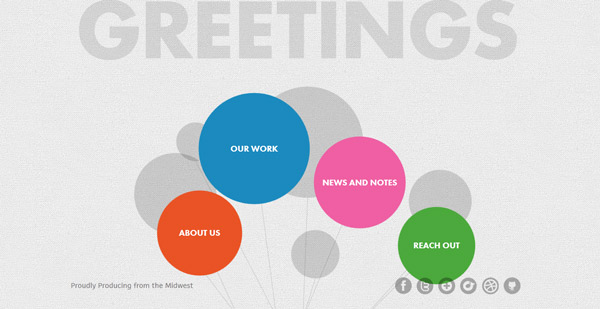 GREETINGS
OUR WORK
NEWS AND NOTES
ABOUT US
REACH OUT
Proudly Producing from the Midwest